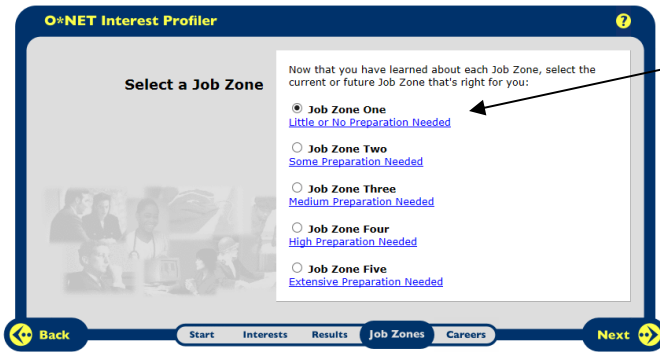 O*NET Interest Profiler
?
Select a Job Zone
Now that you have learned about each Job Zone, select the
current or future Job Zone that's right for you:
Job Zone One
Little or No Preparation Needed
Job Zone Two
Some Preparation Needed
Job Zone Three
Medium Preparation Needed
Job Zone Four
High Preparation Needed
Job Zone Five
Extensive Preparation Needed
Back
Start Interests Results Job Zones Careers
Next